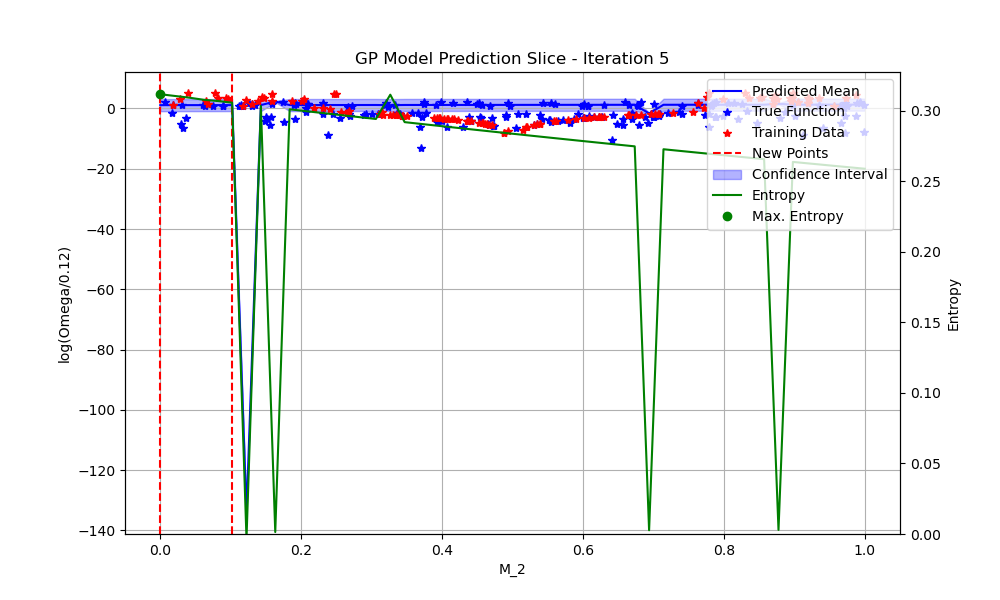 GP Model Prediction Slice - Iteration 5
Predicted Mean
True Function
Training Data
New Points
Confidence Interval
Entropy
Max. Entropy
log(Omega/0.12)
0
−20
−40
−60
−80
−100
−120
−140
0.30
0.25
0.20
0.15
0.10
0.05
0.00
Entropy
0.0 0.2 0.4 0.6 0.8 1.0
M_2